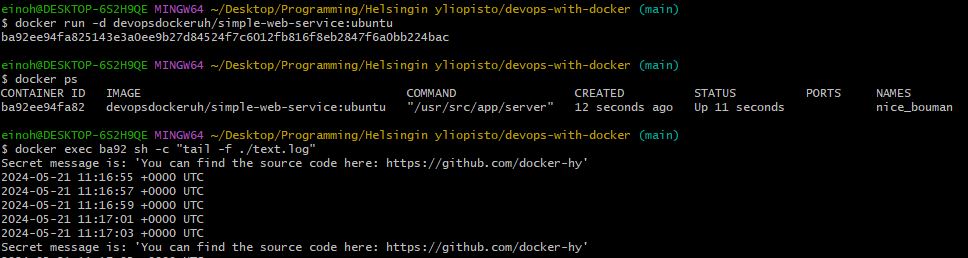 einoh@DESKTOP-6S2H9QE MINGW64 ~/Desktop/Programming/Helsingin yliopisto/devops-with-docker (main)
$ docker run -d devopsdockeruh/simple-web-service:ubuntu
ba92ee94fa825143e3a0ee9b27d84524f7c6012fb816f8eb2847f6a0bb224bac
einoh@DESKTOP-6S2H9QE MINGW64 ~/Desktop/Programming/Helsingin yliopisto/devops-with-docker (main)
$ docker ps
CONTAINER ID IMAGE COMMAND CREATED STATUS PORTS NAMES
ba92ee94fa82 devopsdockeruh/simple-web-service:ubuntu "/usr/src/app/server" 12 seconds ago Up 11 seconds nice_bouman
einoh@DESKTOP-6S2H9QE MINGW64 ~/Desktop/Programming/Helsingin yliopisto/devops-with-docker (main)
$ docker exec ba92 sh -c "tail -f ./text.log"
Secret message is: 'You can find the source code here: https://github.com/docker-hy'
2024-05-21 11:16:55 +0000 UTC
2024-05-21 11:16:57 +0000 UTC
2024-05-21 11:16:59 +0000 UTC
2024-05-21 11:17:01 +0000 UTC
2024-05-21 11:17:03 +0000 UTC
Secret message is: 'You can find the source code here: https://github.com/docker-hy'